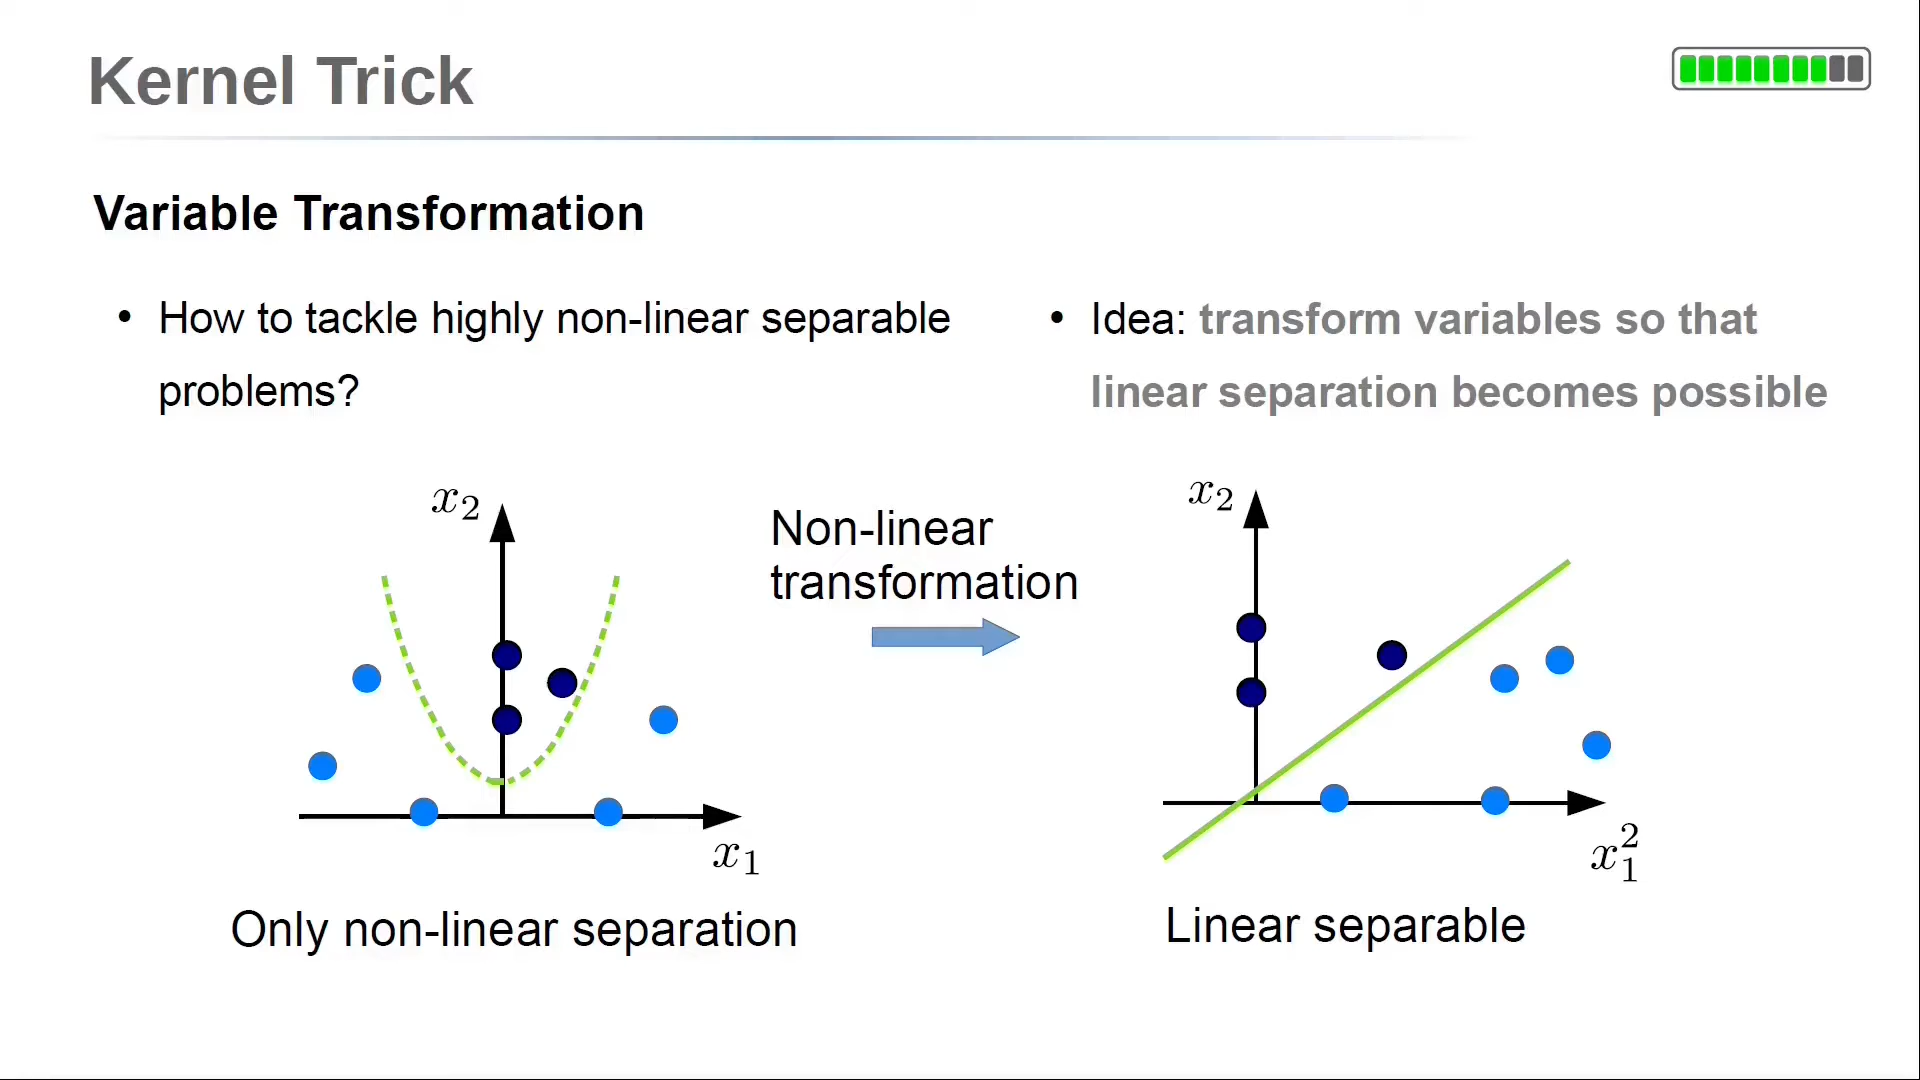 Kernel Trick
Variable Transformation
• How to tackle highly non-linear separable
problems?
• Idea: transform variables so that
linear separation becomes possible
x₂
x₁
Only non-linear separation
Non-linear
transformation
x₂
x₁²
Linear separable